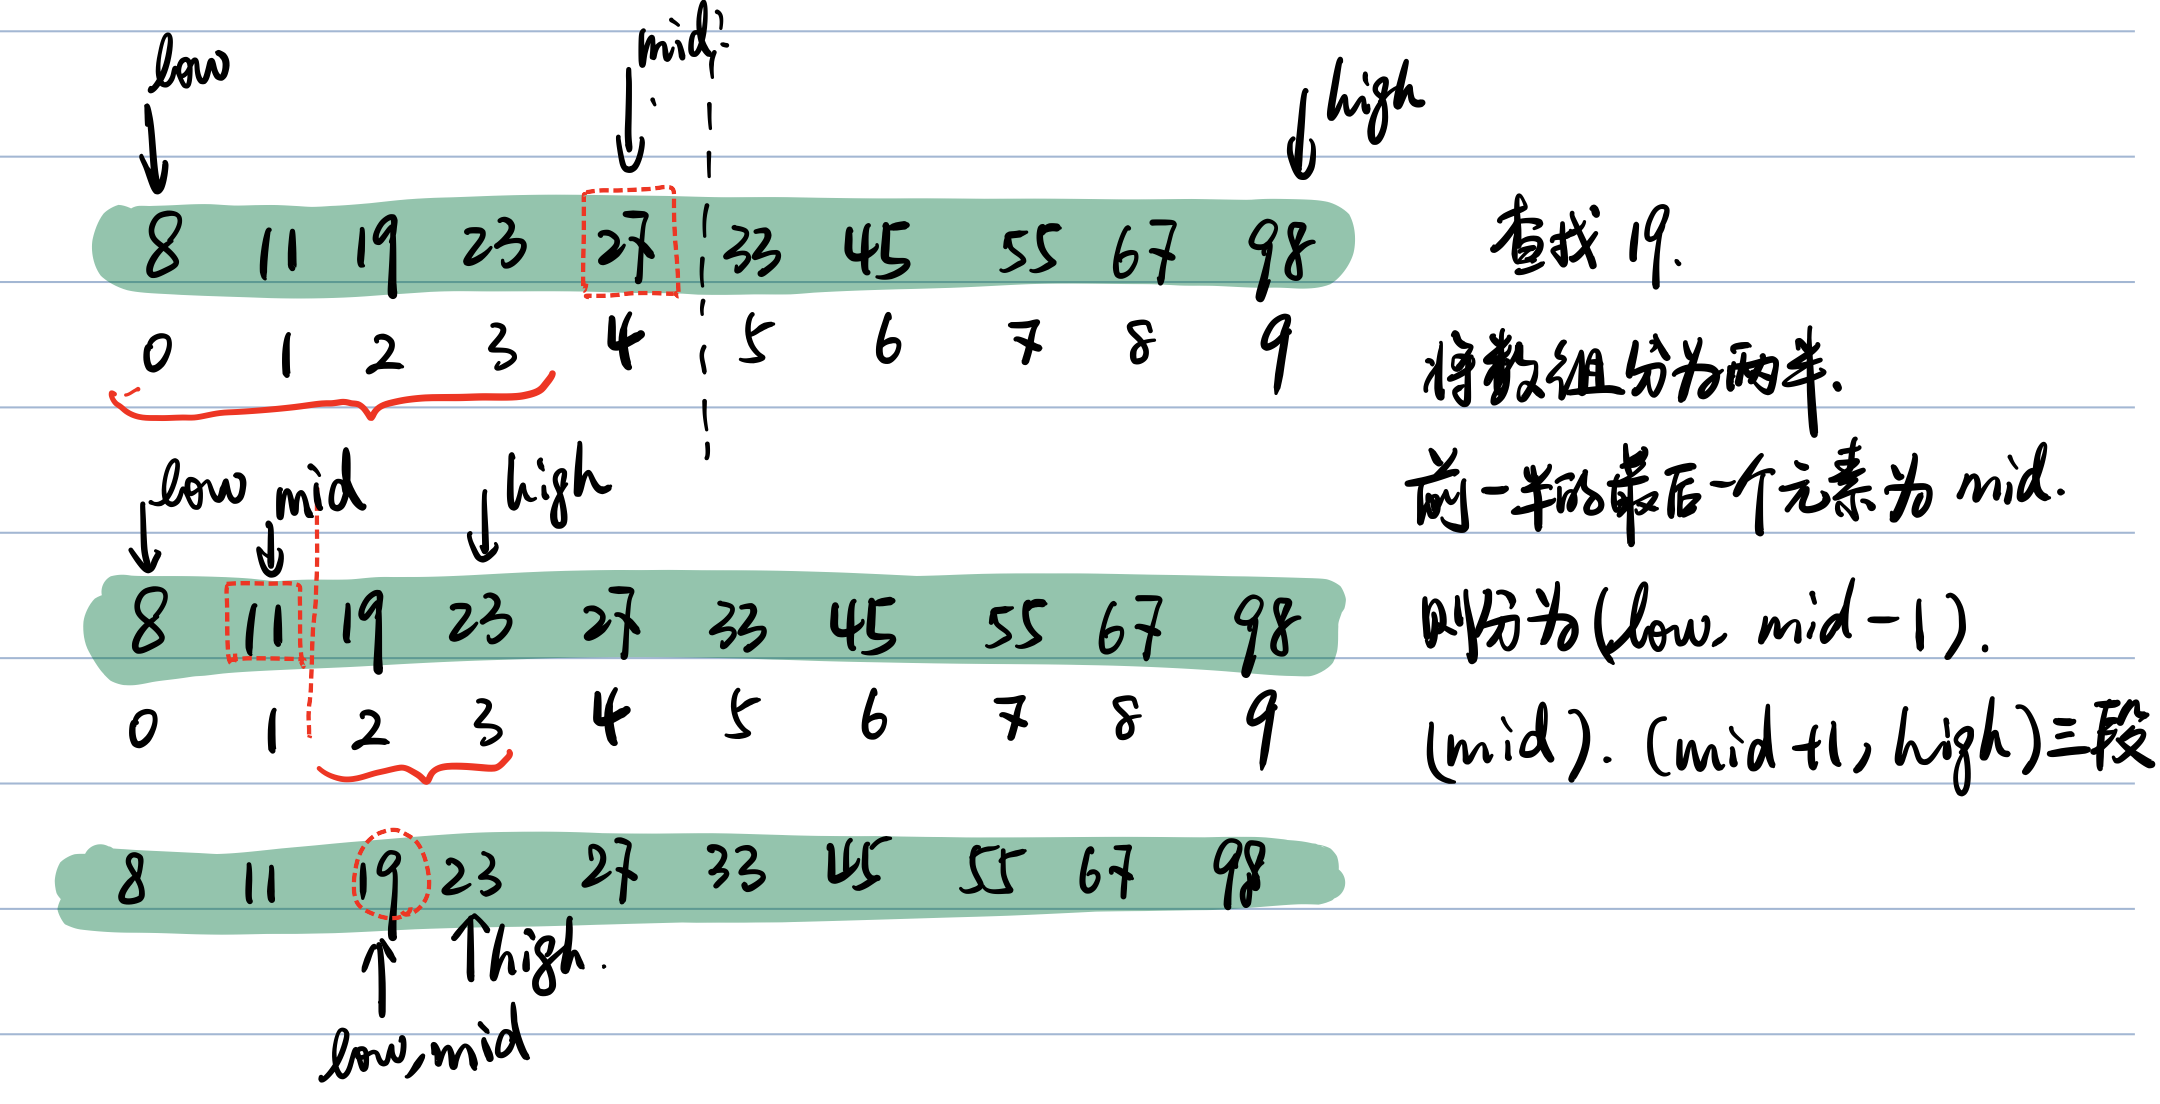 low mid high
8 11 19 23 27 33 45 55 67 98
0 1 2 3 4 5 6 7 8 9
low mid high
8 11 19 23 27 33 45 55 67 98
0 1 2 3 4 5 6 7 8 9
8 11 19 23 27 33 45 55 67 98
high.
low, mid
查找 19.
将数组分为两半.
前一半的最后一个元素为 mid.
则分为(low, mid-1).
(mid). (mid+1, high)三段